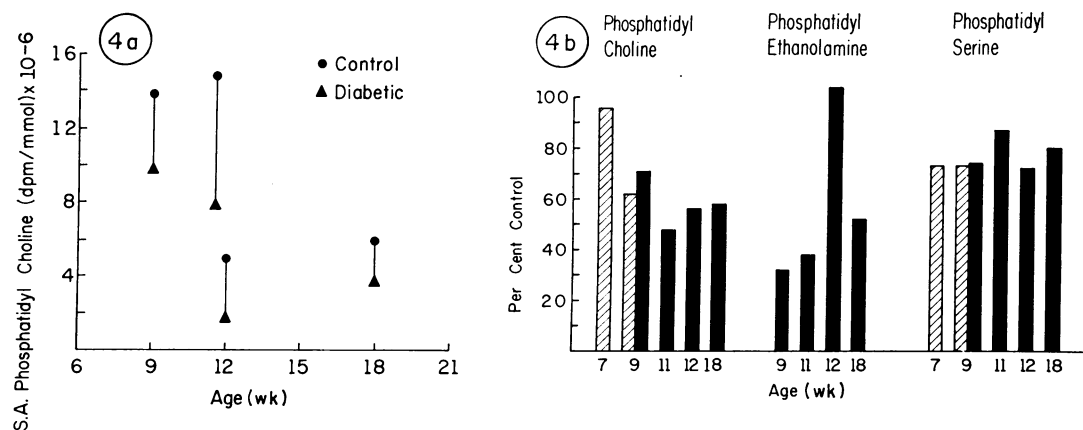 4a
S.A. Phosphatidyl Choline (dpm/mmol) x 10-6
16
12
8
4
Control
Diabetic
6 9 12 15 18 21
Age (wk)
4b
Phosphatidyl
Choline
Phosphatidyl
Ethanolamine
Phosphatidyl
Serine
Per Cent Control
100
80
60
40
20
7 9 11 12 18
9 11 12 18
7 9 11 12 18
Age (wk)